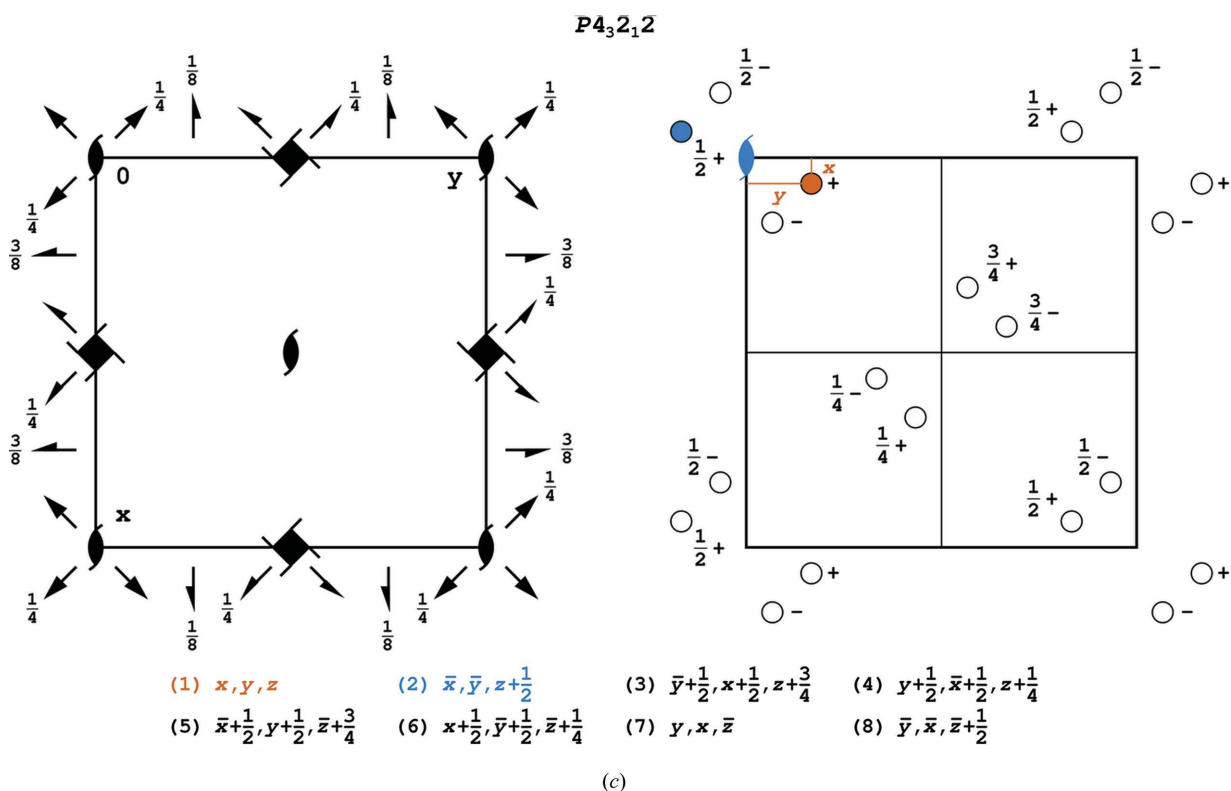 P4₃2₁2
1/2 −
1/8 1/8
1/4 1/4 1/4
1/2 −
1/2 +
1/2 +
0 y
x
y
+
+
1/4
− −
3/8 3/8
3/4 +
1/4
3/4 −
1/4 −
1/4
1/4 +
3/8 3/8
1/2 − 1/2 −
1/4
1/2 +
x
1/2 +
+ +
1/4 1/4 1/4
− −
1/8 1/8
(1) x,y,z (2) x̄,ȳ,z+1/2 (3) ȳ+1/2,x+1/2,z+3/4 (4) y+1/2,x̄+1/2,z+1/4
(5) x̄+1/2,y+1/2,z̄+3/4 (6) x+1/2,ȳ+1/2,z̄+1/4 (7) y,x,z̄ (8) ȳ,x̄,z̄+1/2
(c)